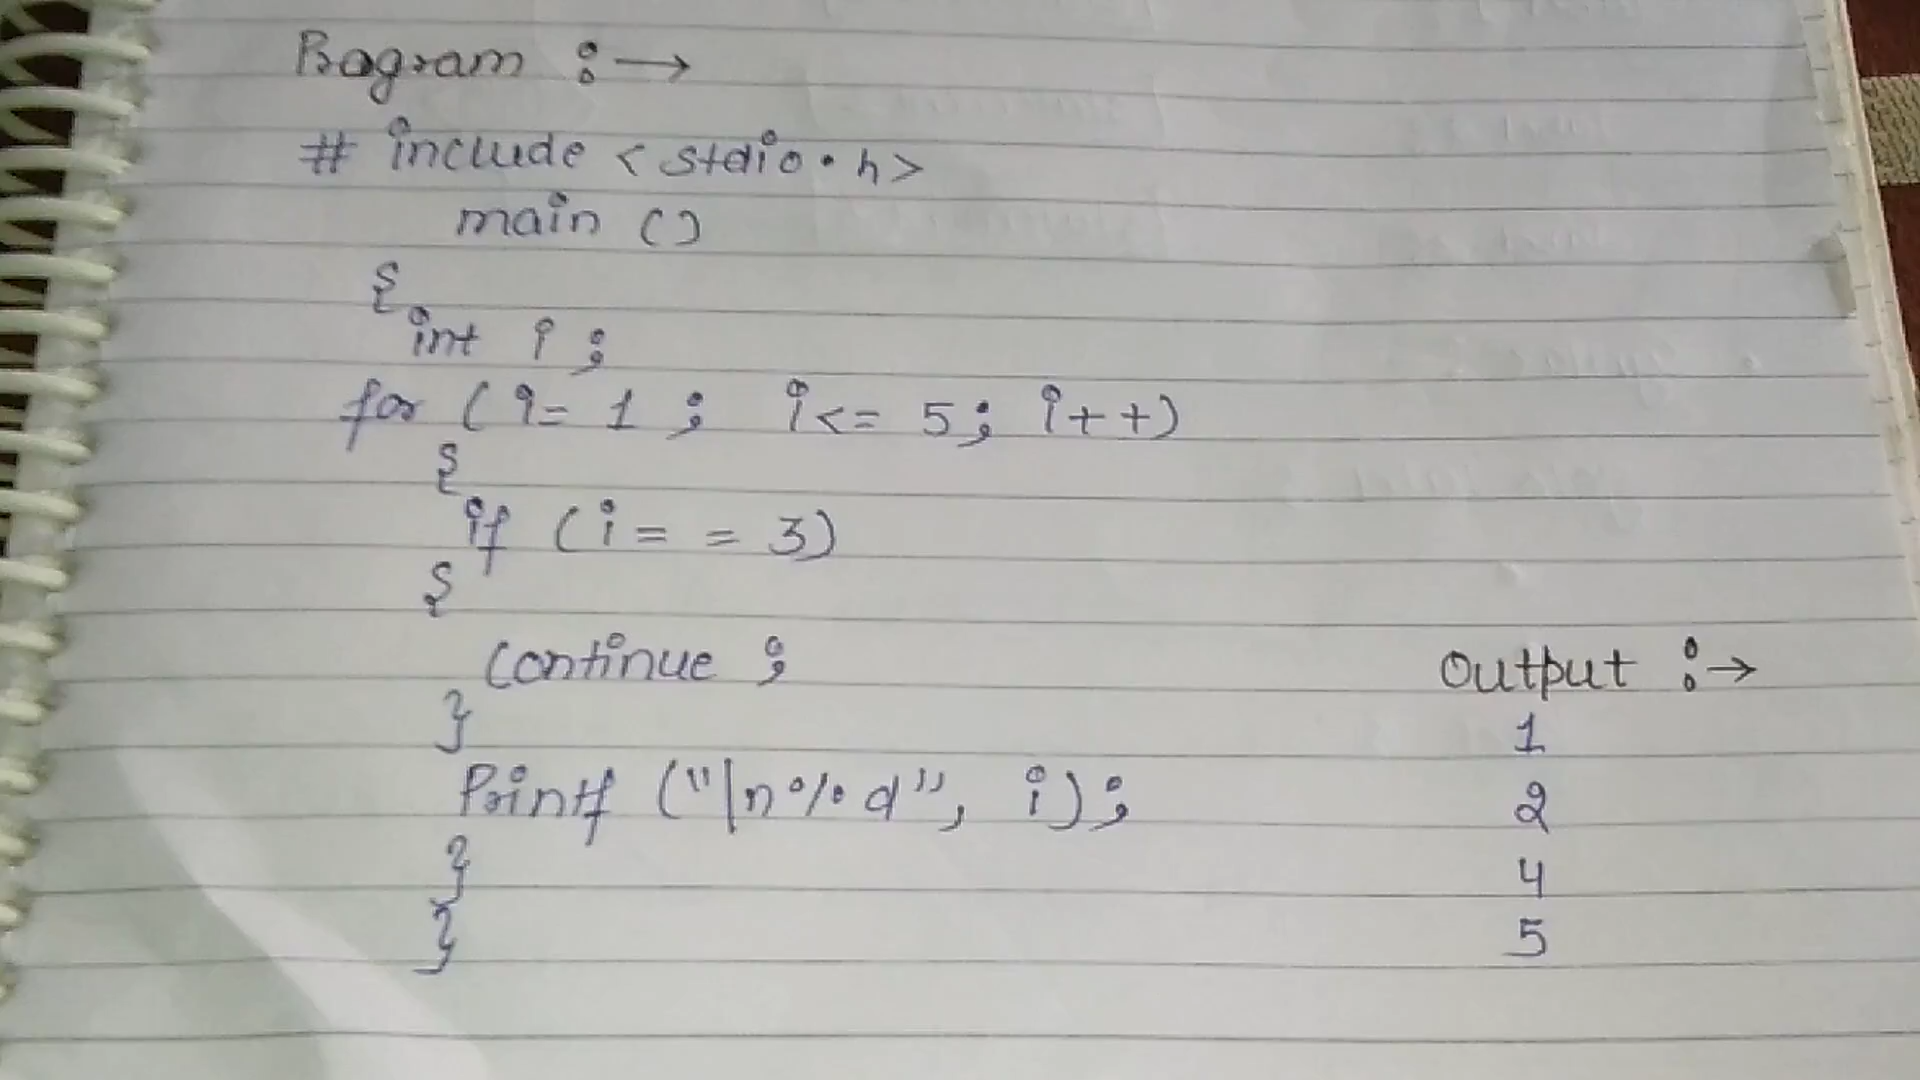 Program :→
# include <stdio.h>
main ()
{
int i ;
for ( i= 1 ; i<= 5; i++)
{
if (i= = 3)
{
continue ;
}
Printf ("\n%d", i);
}
}
Output :→
1
2
4
5